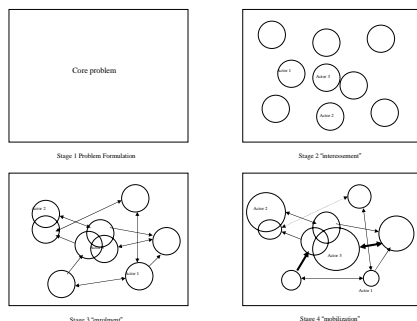 Core problem
Stage 1 Problem Formulation
Actor 1
Actor 3
Actor 2
Stage 2 "interessement"
Actor 2
Actor 1
Stage 3 "enrolment"
Actor 2
Actor 3
Actor 1
Stage 4 "mobilization"